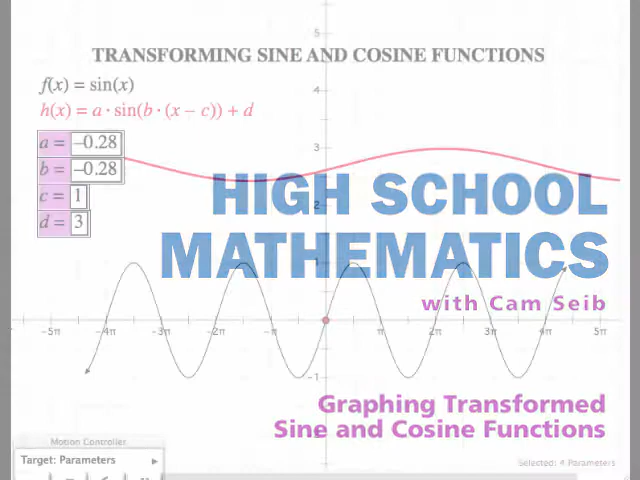 5
TRANSFORMING SINE AND COSINE FUNCTIONS
f(x) = sin(x)
4
h(x) = a · sin(b · (x – c)) + d
a = –0.28
3
b = –0.28
c = 1
HIGH SCHOOL
2
d = 3
MATHEMATICS
1
with Cam Seib
–5π –4π –3π –2π –π π 2π 3π 4π 5π
–1
Graphing Transformed
Sine and Cosine Functions
Motion Controller
Target: Parameters
Selected: 4 Parameters